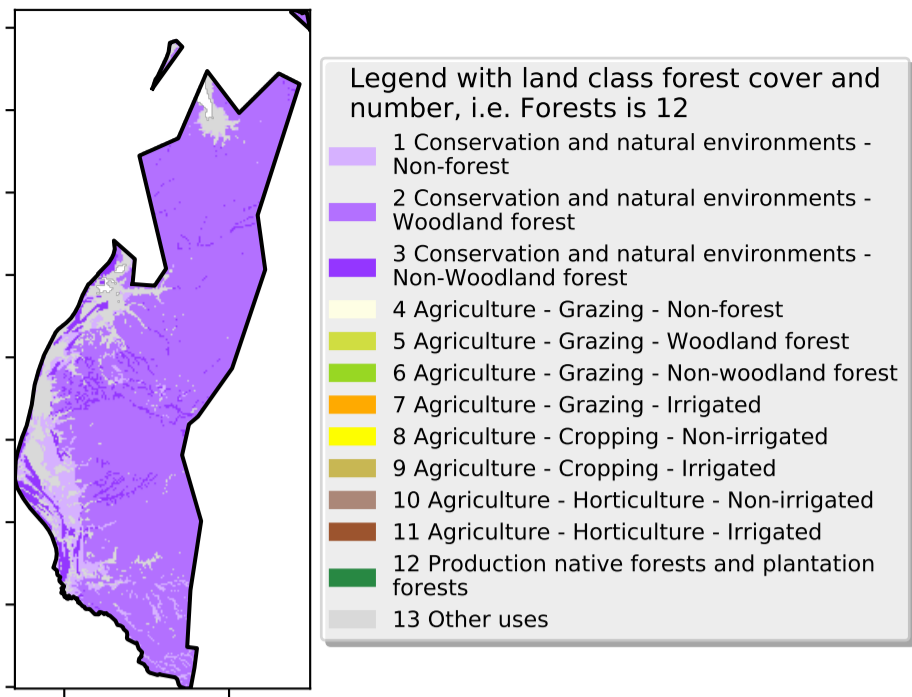 Legend with land class forest cover and
number, i.e. Forests is 12
1 Conservation and natural environments -
Non-forest
2 Conservation and natural environments -
Woodland forest
3 Conservation and natural environments -
Non-Woodland forest
4 Agriculture - Grazing - Non-forest
5 Agriculture - Grazing - Woodland forest
6 Agriculture - Grazing - Non-woodland forest
7 Agriculture - Grazing - Irrigated
8 Agriculture - Cropping - Non-irrigated
9 Agriculture - Cropping - Irrigated
10 Agriculture - Horticulture - Non-irrigated
11 Agriculture - Horticulture - Irrigated
12 Production native forests and plantation
forests
13 Other uses